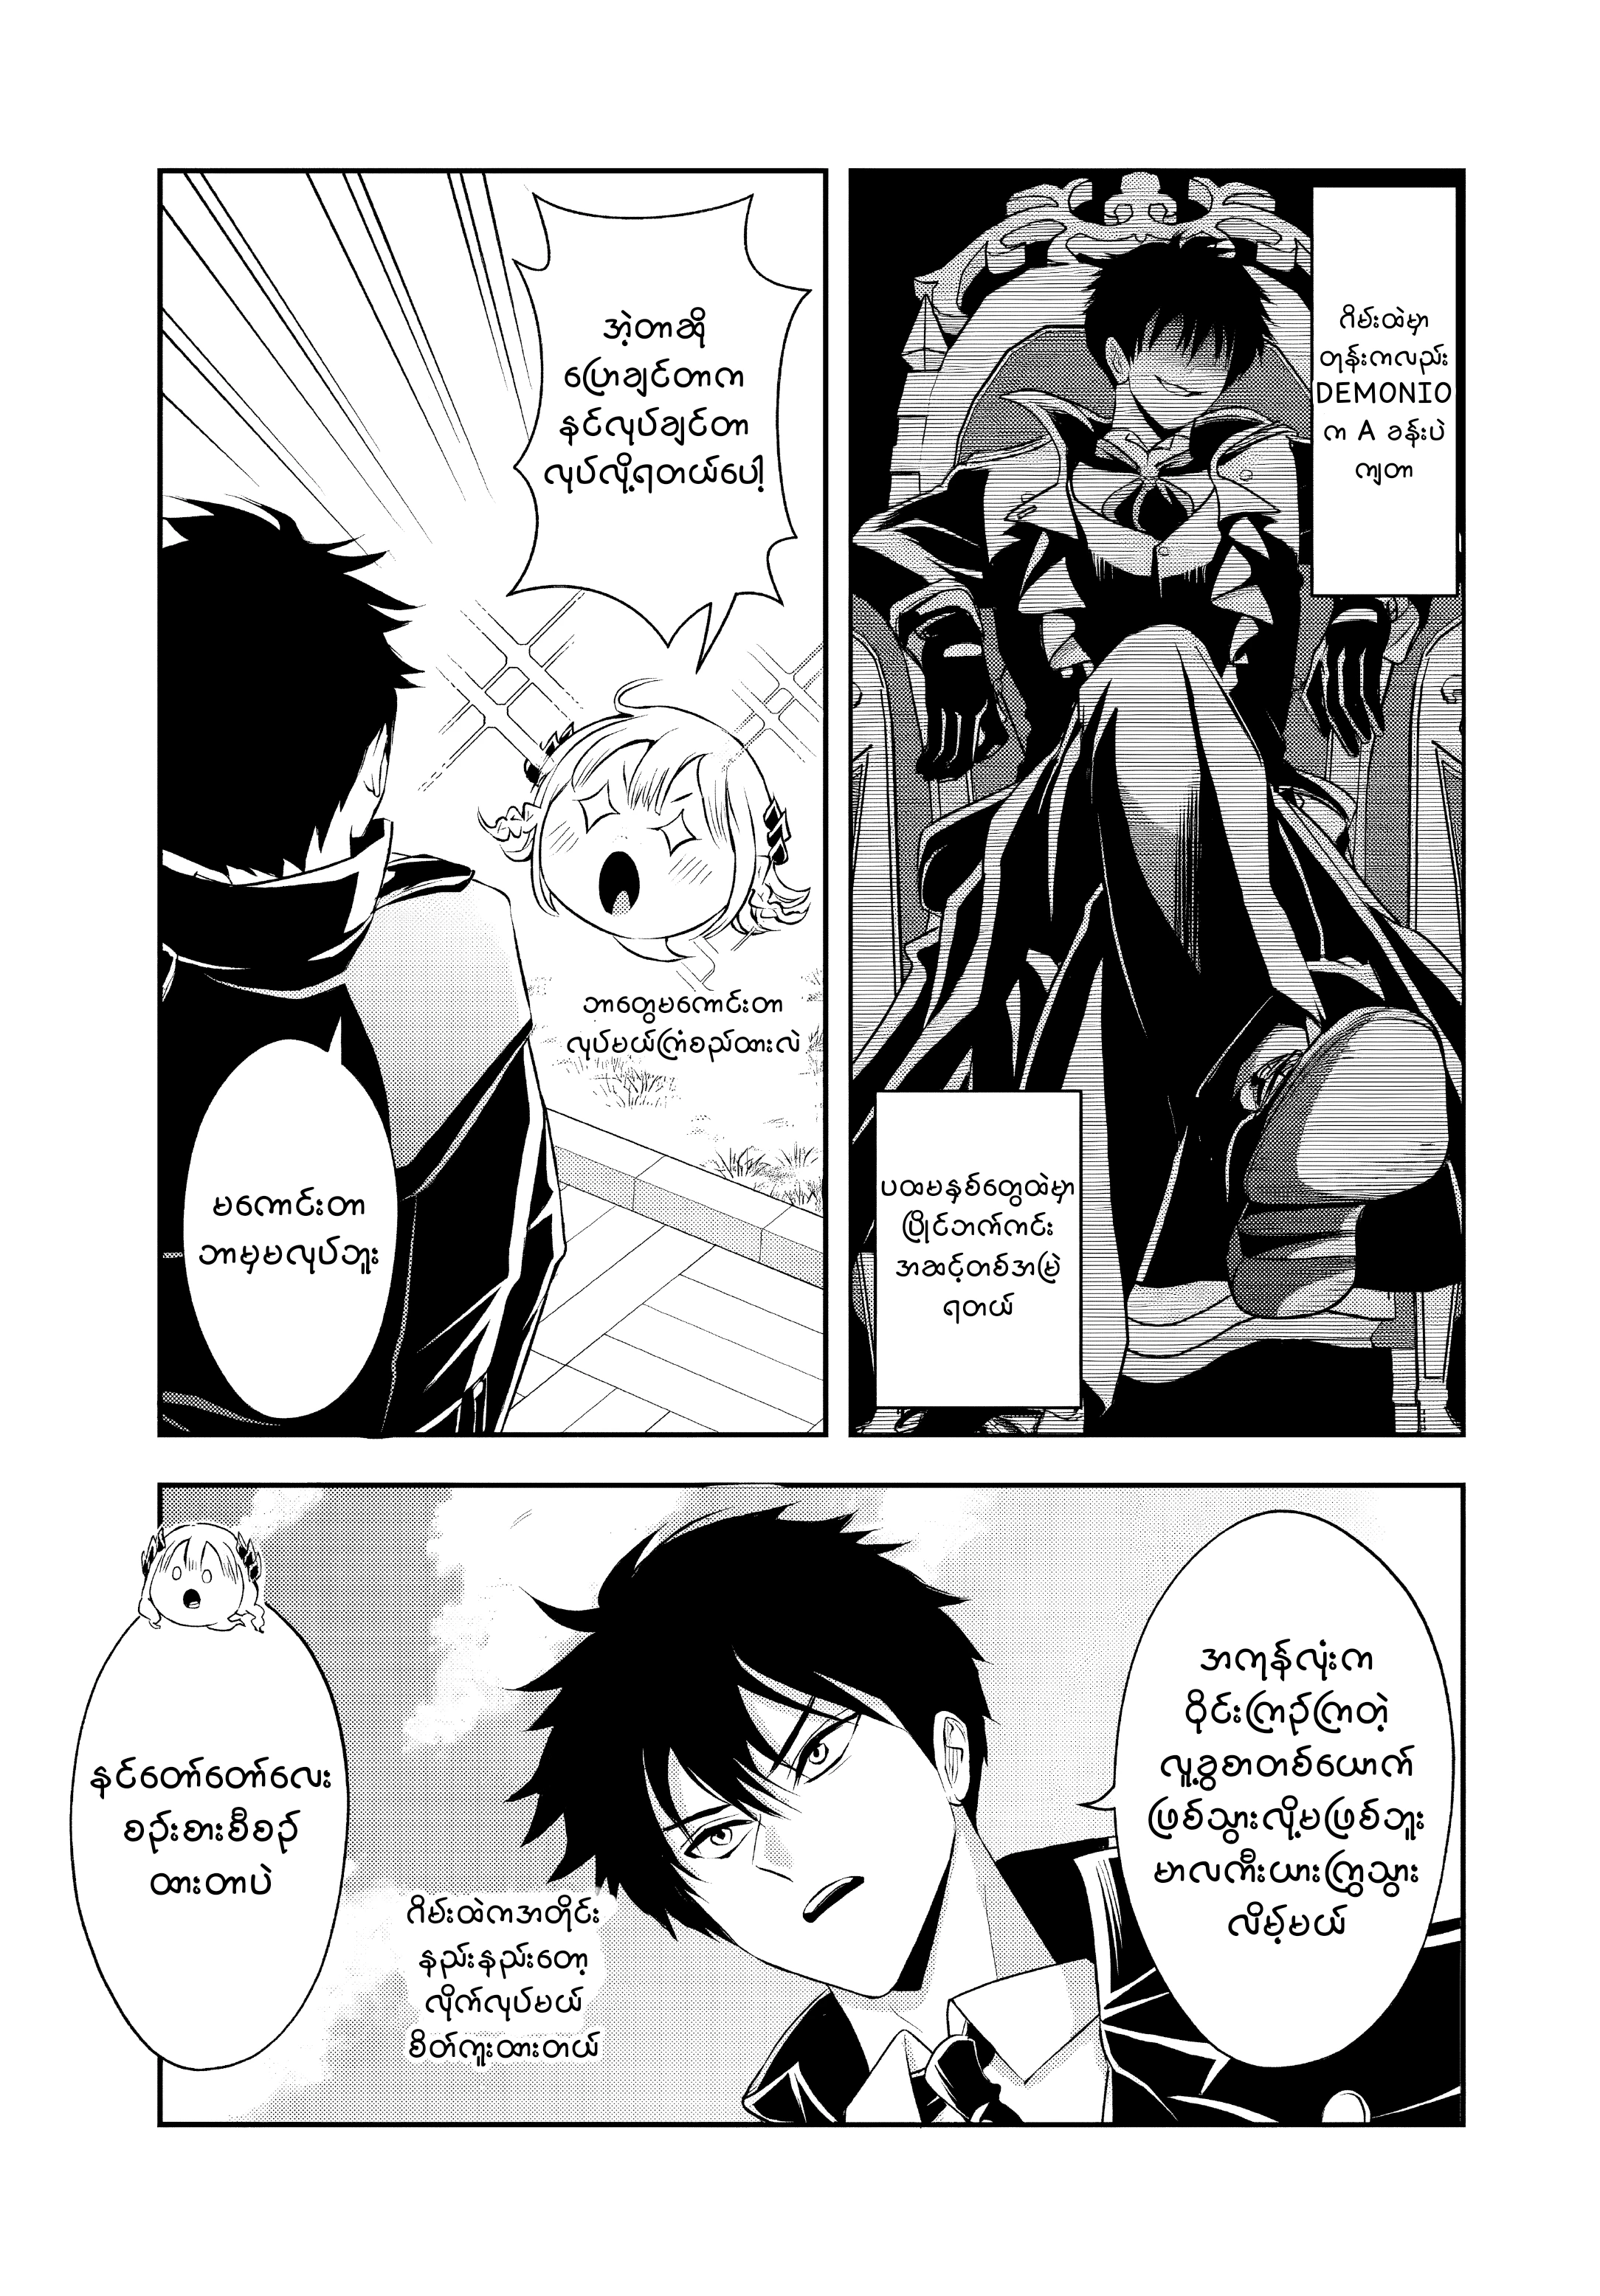 ဂိမ်းထဲမှာ
တုန်းကလည်း
DEMONIO
က A ခန်းပဲ
ကျတာ
ပထမနှစ်တွေထဲမှာ
ပြိုင်ဘက်ကင်း
အဆင့်တစ်အမြဲ
ရတယ်
အဲ့တာဆို
ပြောချင်တာက
နင်လုပ်ချင်တာ
လုပ်လို့ရတယ်ပေါ့
ဘာတွေမကောင်းတာ
လုပ်မယ်ကြံစည်ထားလဲ
မကောင်းတာ
ဘာမှမလုပ်ဘူး
အကုန်လုံးက
ဝိုင်းကြဉ်ကြတဲ့
လူ့ခွစာတစ်ယောက်
ဖြစ်သွားလို့မဖြစ်ဘူး
မာလကီးယားကြွသွား
လိမ့်မယ်
ဂိမ်းထဲကအတိုင်း
နည်းနည်းတော့
လိုက်လုပ်မယ်
စိတ်ကူးထားတယ်
နင်တော်တော်လေး
စဉ်းစားစီစဉ်
ထားတာပဲ